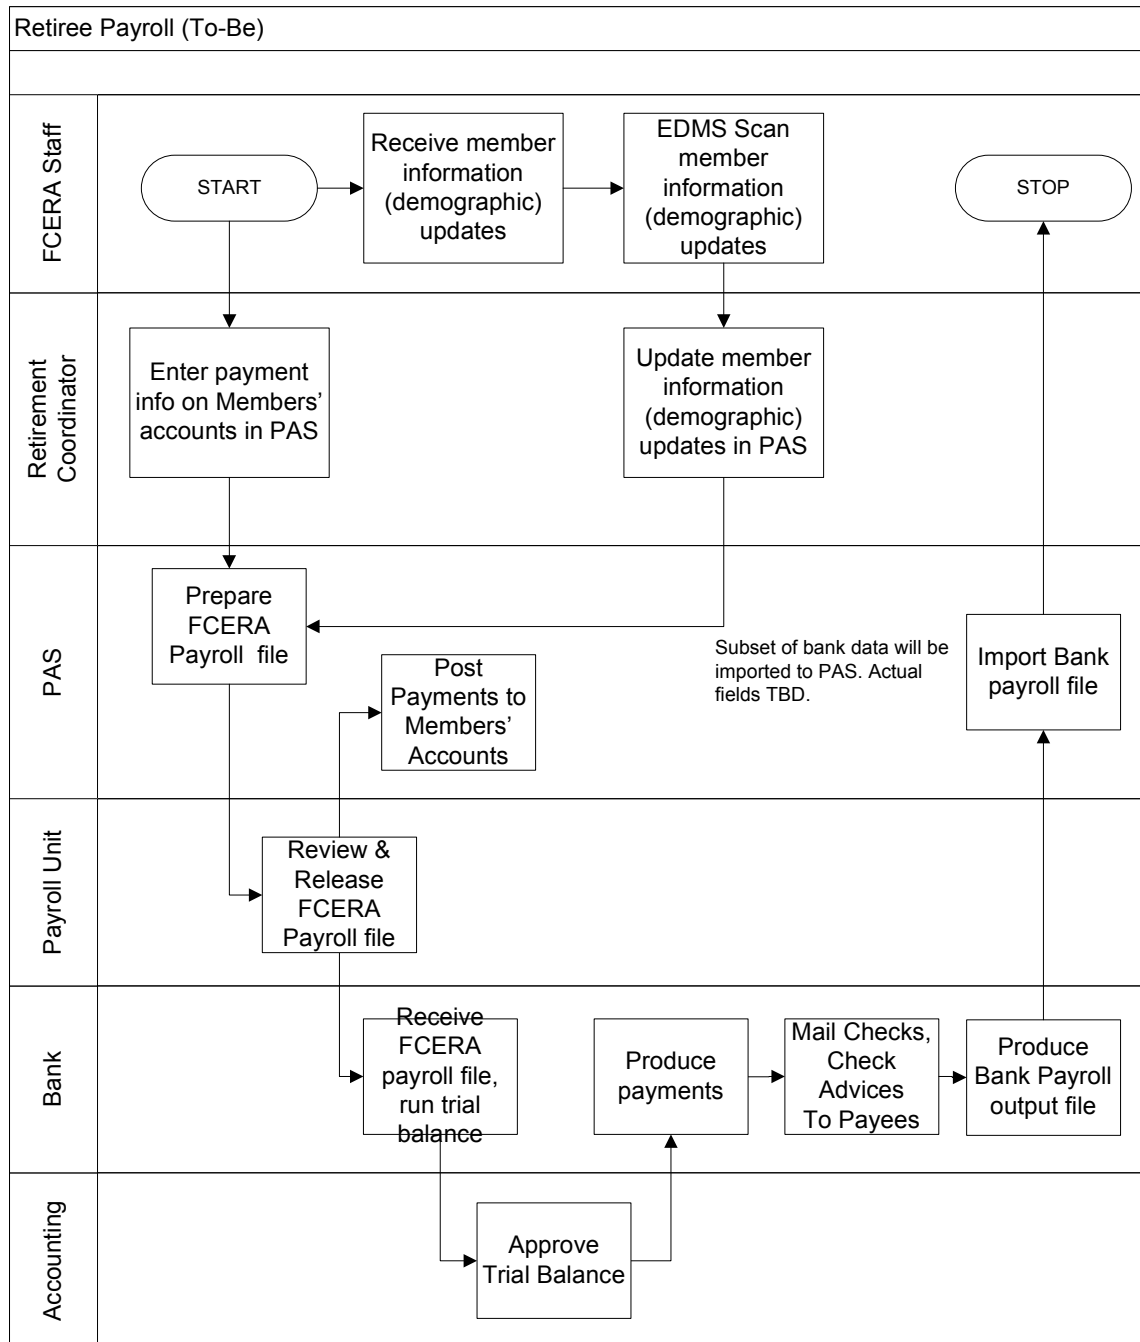 Retiree Payroll (To-Be)
FCERA Staff
START
Receive member
information
(demographic)
updates
EDMS Scan
member
information
(demographic)
updates
STOP
Retirement
Coordinator
Enter payment
info on Members’
accounts in PAS
Update member
information
(demographic)
updates in PAS
PAS
Prepare
FCERA
Payroll file
Post
Payments to
Members’
Accounts
Subset of bank data will be
imported to PAS. Actual
fields TBD.
Import Bank
payroll file
Payroll Unit
Review &
Release
FCERA
Payroll file
Bank
Receive
FCERA
payroll file,
run trial
balance
Produce
payments
Mail Checks,
Check
Advices
To Payees
Produce
Bank Payroll
output file
Accounting
Approve
Trial Balance